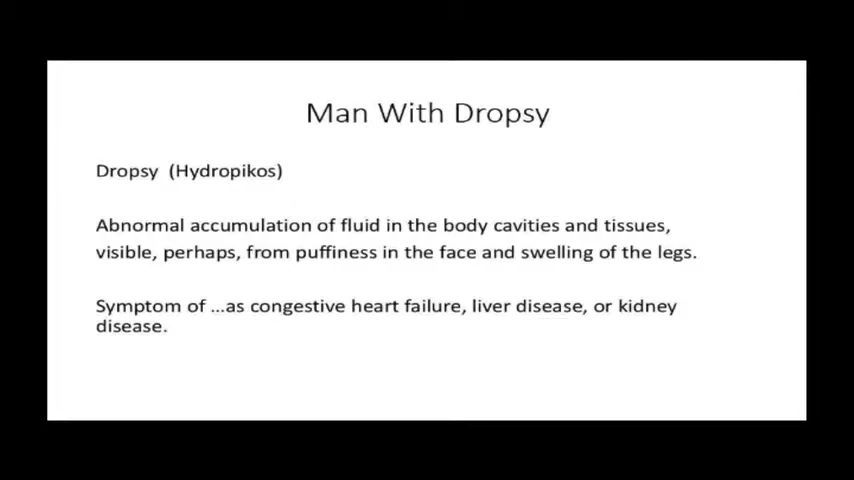 Man With Dropsy
Dropsy (Hydropikos)
Abnormal accumulation of fluid in the body cavities and tissues,
visible, perhaps, from puffiness in the face and swelling of the legs.
Symptom of ...as congestive heart failure, liver disease, or kidney
disease.